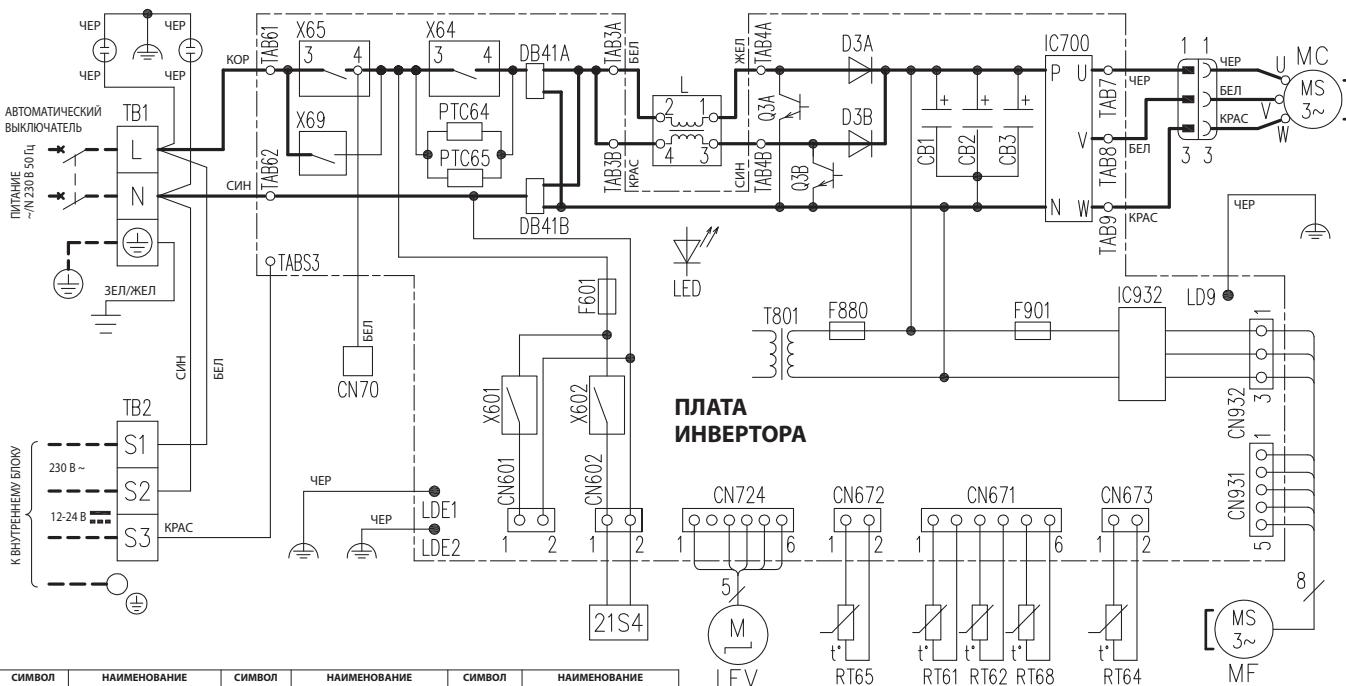 ЧЕР
ЧЕР
ЧЕР
ЧЕР
АВТОМАТИЧЕСКИЙ
ВЫКЛЮЧАТЕЛЬ
ПИТАНИЕ
~/N 230 В 50 Гц
TB1
L
N
КОР
СИН
ЗЕЛ/ЖЕЛ
СИН
БЕЛ
TB2
S1
S2
S3
К ВНУТРЕННЕМУ БЛОКУ
230 В ~
12-24 В
КРАС
TAB61
TAB62
TABS3
X65
3 4
X69
X64
3 4
PTC64
PTC65
DB41A
DB41B
TAB3A
БЕЛ
TAB3B
КРАС
L
2 1
4 3
ЖЕЛ
TAB4A
СИН
TAB4B
Q3A
Q3B
D3A
D3B
+
+
+
CB1
CB2
CB3
IC700
P U
V
N W
TAB7
TAB8
TAB9
ЧЕР
БЕЛ
КРАС
1 1
3 3
ЧЕР
БЕЛ
КРАС
U
V
W
MC
MS
3~
ЧЕР
LD9
LED
CN70
БЕЛ
F601
X601
X602
CN601
1 2
CN602
1 2
21S4
ЧЕР
LDE1
ЧЕР
LDE2
T801
F880
F901
IC932
CN932
1
3
CN931
1
5
8
MS
3~
MF
ПЛАТА
ИНВЕРТОРА
CN724
1 6
5
M
LEV
CN672
1 2
t°
RT65
CN671
1 6
t° t° t°
RT61 RT62 RT68
CN673
1 2
t°
RT64
СИМВОЛ НАИМЕНОВАНИЕ СИМВОЛ НАИМЕНОВАНИЕ СИМВОЛ НАИМЕНОВАНИЕ